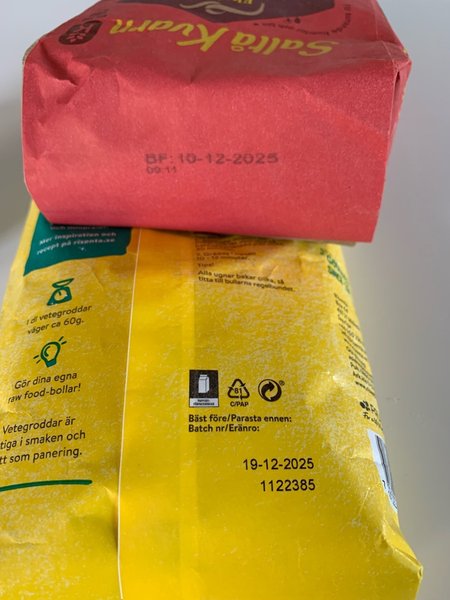 Saltå Kvarn
BF: 10-12-2025
09:11
Mer inspiration och
recept på risenta.se
1 dl vetegroddar
väger ca 60g.
Gör dina egna
raw food-bollar!
Vetegroddar är
tiga i smaken och
tt som panering.
Tips!
Alla ugnar bakar olika, så
titta till bullarna regelbundet.
81
C/PAP
Bäst före/Parasta ennen:
Batch nr/Eränro:
19-12-2025
1122385